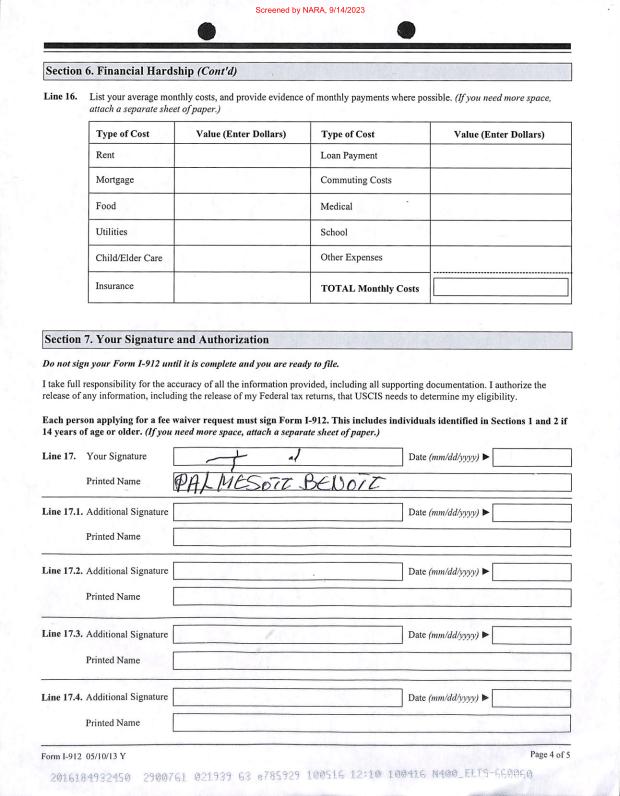 Screened by NARA, 9/14/2023
Section 6. Financial Hardship (Cont'd)
Line 16. List your average monthly costs, and provide evidence of monthly payments where possible. (If you need more space,
attach a separate sheet of paper.)
Type of Cost Value (Enter Dollars) Type of Cost Value (Enter Dollars)
Rent Loan Payment
Mortgage Commuting Costs
Food Medical
Utilities School
Child/Elder Care Other Expenses
Insurance TOTAL Monthly Costs
Section 7. Your Signature and Authorization
Do not sign your Form I-912 until it is complete and you are ready to file.
I take full responsibility for the accuracy of all the information provided, including all supporting documentation. I authorize the
release of any information, including the release of my Federal tax returns, that USCIS needs to determine my eligibility.
Each person applying for a fee waiver request must sign Form I-912. This includes individuals identified in Sections 1 and 2 if
14 years of age or older. (If you need more space, attach a separate sheet of paper.)
Line 17. Your Signature Date (mm/dd/yyyy) ▶
Printed Name PALMESOIT BENOIT
Line 17.1. Additional Signature Date (mm/dd/yyyy) ▶
Printed Name
Line 17.2. Additional Signature Date (mm/dd/yyyy) ▶
Printed Name
Line 17.3. Additional Signature Date (mm/dd/yyyy) ▶
Printed Name
Line 17.4. Additional Signature Date (mm/dd/yyyy) ▶
Printed Name
Form I-912 05/10/13 Y Page 4 of 5
2016184932450 2900761 021939 63 e785929 100516 12:10 100416 N400_ELTS-